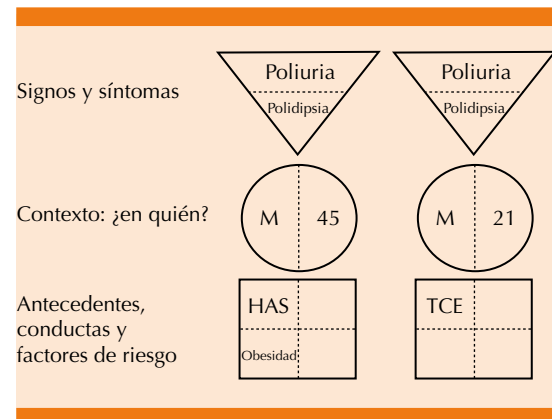 Signos y síntomas
Poliuria
Polidipsia
Poliuria
Polidipsia
Contexto: ¿en quién?
M 45
M 21
Antecedentes,
conductas y
factores de riesgo
HAS
Obesidad
TCE